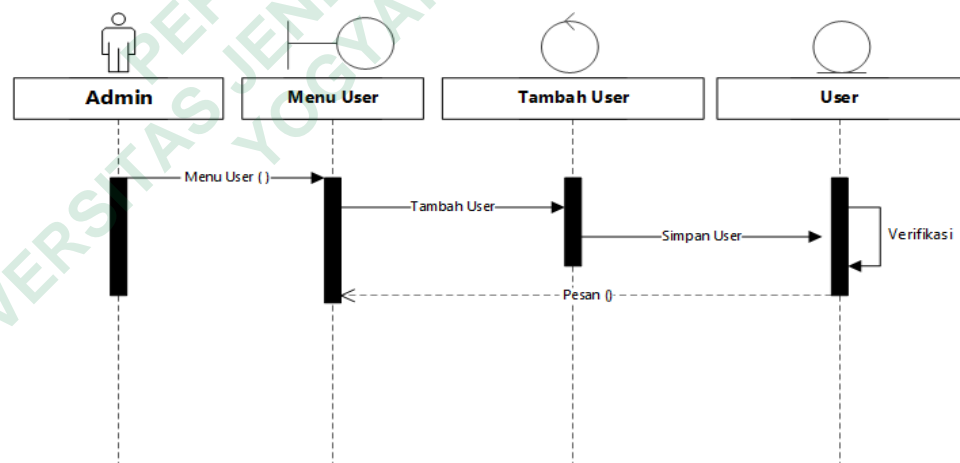 Admin
Menu User
Tambah User
User
Menu User ( )
Tambah User
Simpan User
Verifikasi
Pesan ()